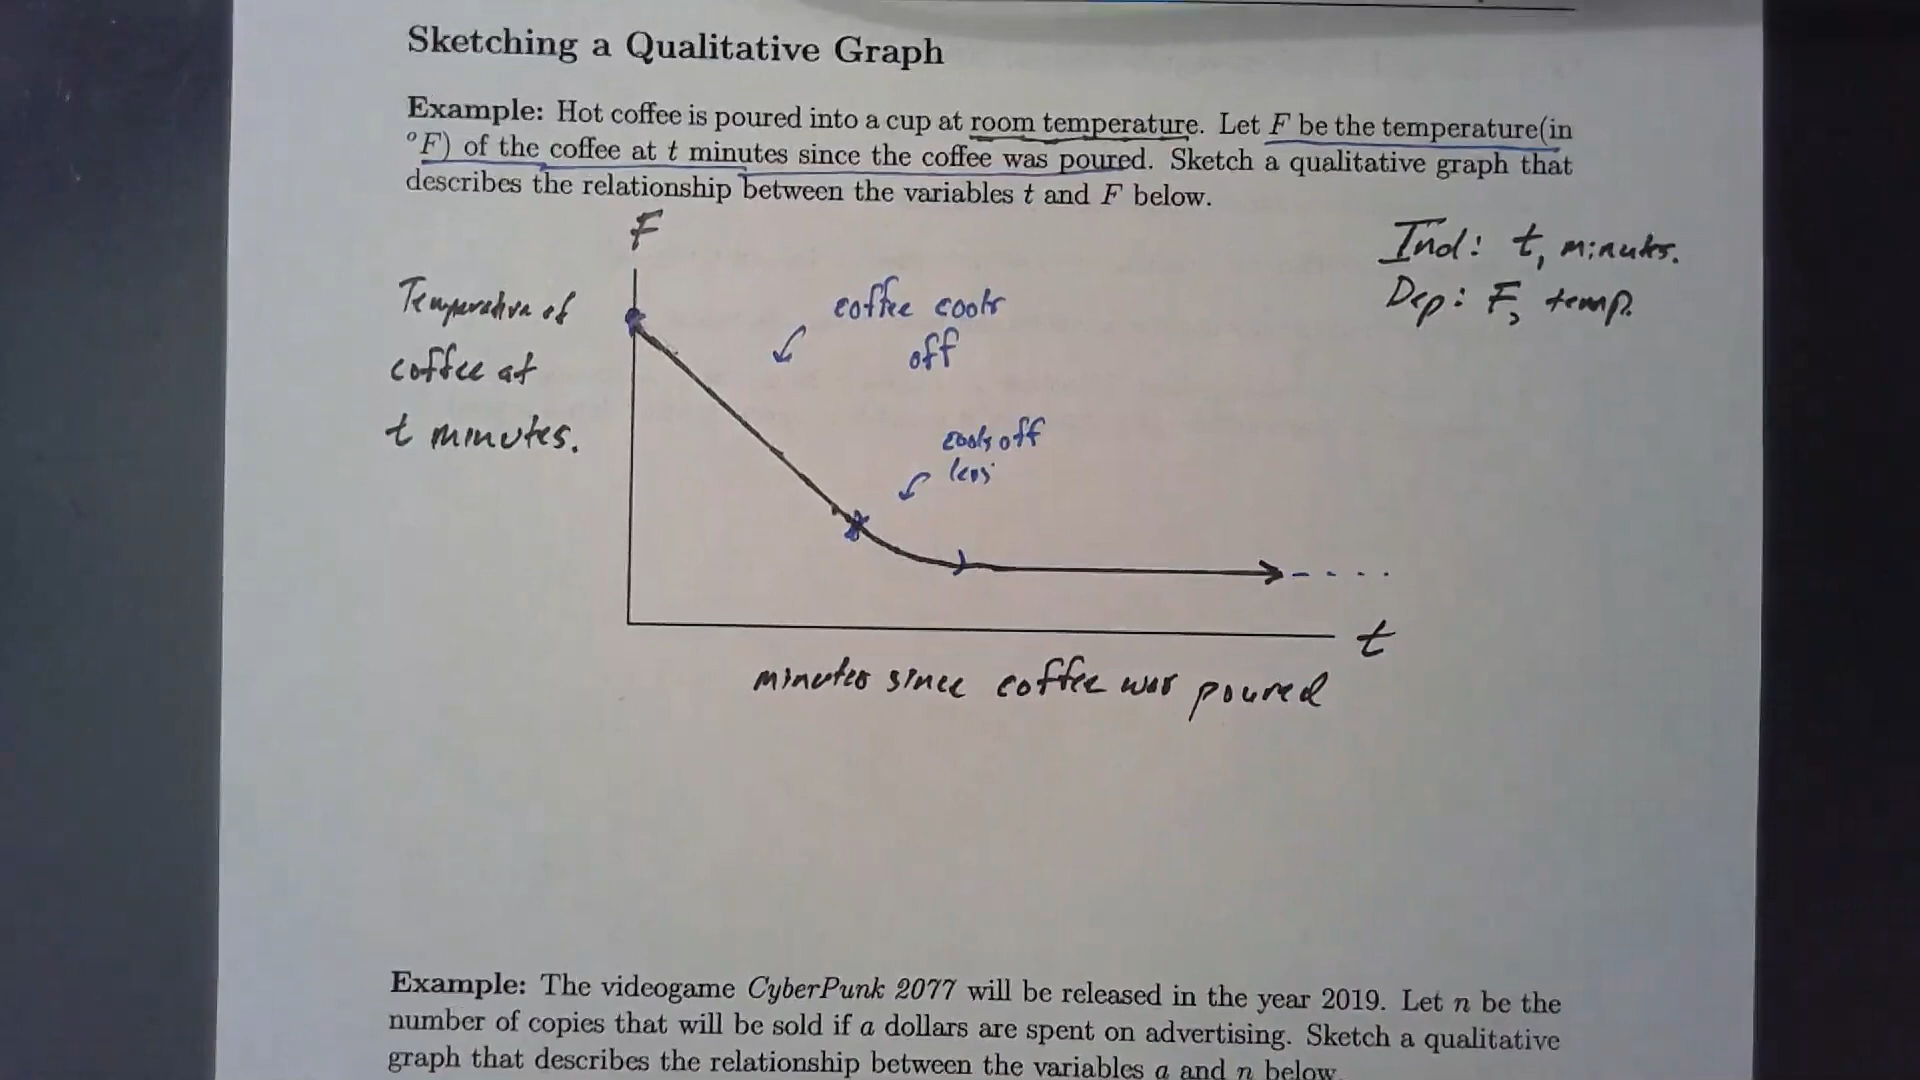 Sketching a Qualitative Graph
Example: Hot coffee is poured into a cup at room temperature. Let F be the temperature(in
°F) of the coffee at t minutes since the coffee was poured. Sketch a qualitative graph that
describes the relationship between the variables t and F below.
F
Ind: t, minutes.
Dep: F, temp.
Temperature of
coffee at
t minutes.
coffee cools
off
cools off
less
t
minutes since coffee was poured
Example: The videogame CyberPunk 2077 will be released in the year 2019. Let n be the
number of copies that will be sold if a dollars are spent on advertising. Sketch a qualitative
graph that describes the relationship between the variables a and n below.